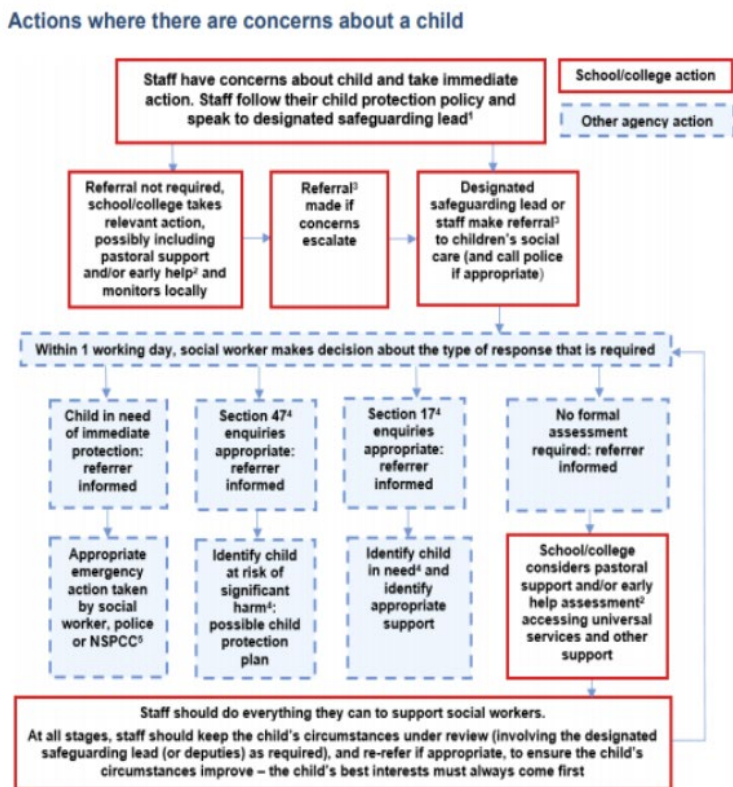 Actions where there are concerns about a child
Staff have concerns about child and take immediate
action. Staff follow their child protection policy and
speak to designated safeguarding lead¹
School/college action
Other agency action
Referral not required,
school/college takes
relevant action,
possibly including
pastoral support
and/or early help² and
monitors locally
Referral³
made if
concerns
escalate
Designated
safeguarding lead or
staff make referral³
to children's social
care (and call police
if appropriate)
Within 1 working day, social worker makes decision about the type of response that is required
Child in need
of immediate
protection:
referrer
informed
Section 47⁴
enquiries
appropriate:
referrer
informed
Section 17⁴
enquiries
appropriate:
referrer
informed
No formal
assessment
required: referrer
informed
Appropriate
emergency
action taken
by social
worker, police
or NSPCC⁵
Identify child
at risk of
significant
harm⁴:
possible child
protection
plan
Identify child
in need⁴ and
identify
appropriate
support
School/college
considers pastoral
support and/or early
help assessment²
accessing universal
services and other
support
Staff should do everything they can to support social workers.
At all stages, staff should keep the child's circumstances under review (involving the designated
safeguarding lead (or deputies) as required), and re-refer if appropriate, to ensure the child's
circumstances improve – the child's best interests must always come first